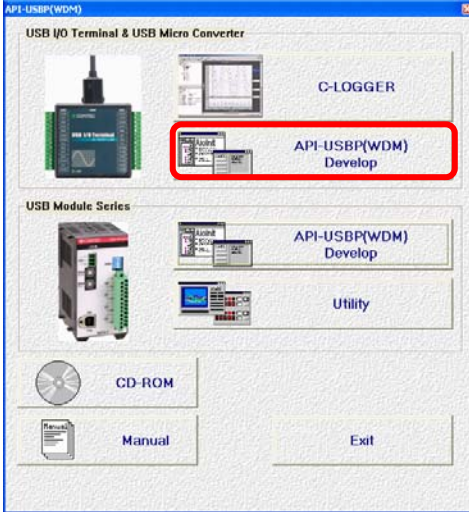 API-USBP(WDM)
USB I/O Terminal & USB Micro Converter
C-LOGGER
API-USBP(WDM)
Develop
USB Module Series
API-USBP(WDM)
Develop
Utility
CD-ROM
Manual
Manual
Exit